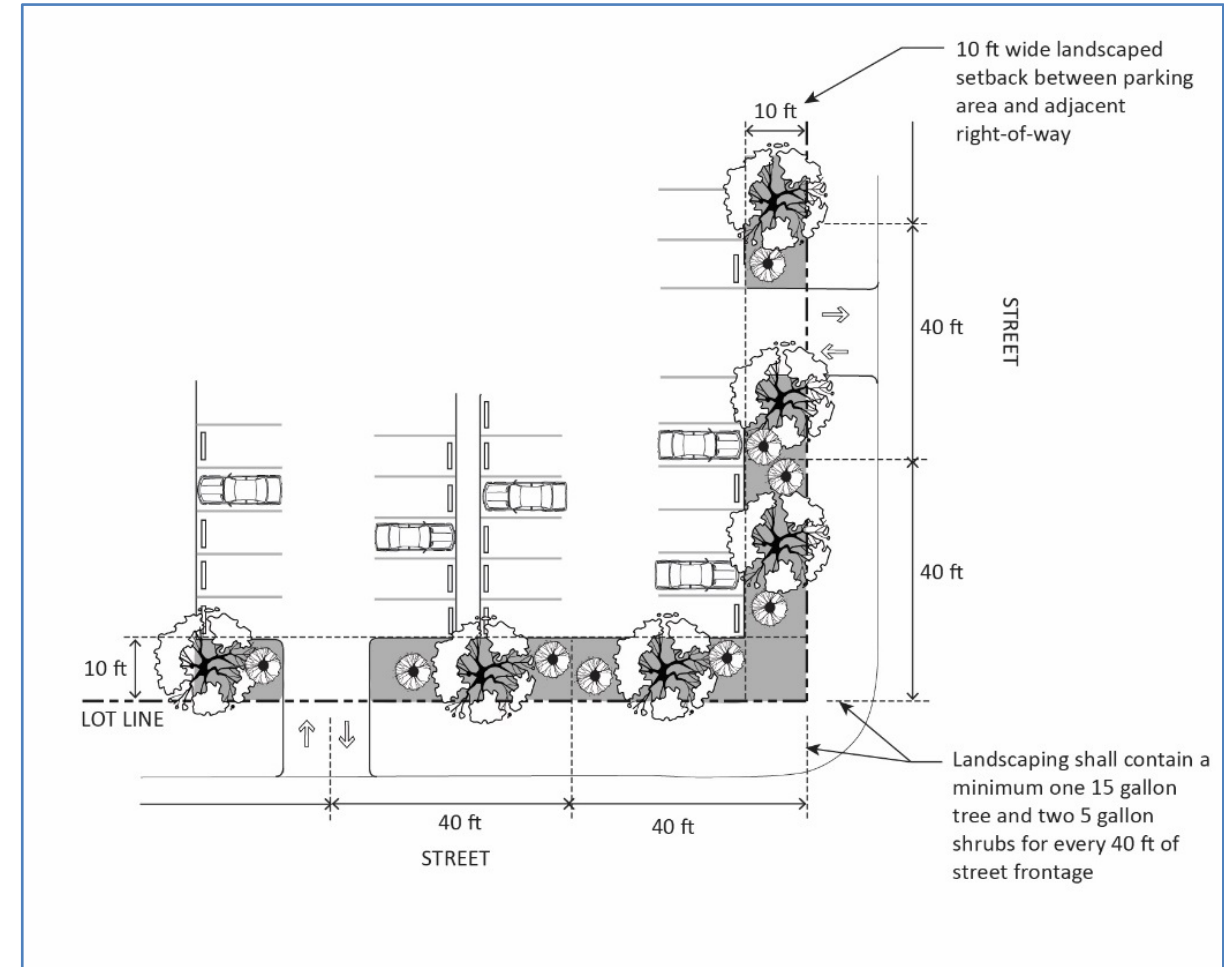 10 ft wide landscaped
setback between parking
area and adjacent
right-of-way
10 ft
40 ft
STREET
40 ft
10 ft
LOT LINE
Landscaping shall contain a
minimum one 15 gallon
tree and two 5 gallon
shrubs for every 40 ft of
street frontage
40 ft
40 ft
STREET